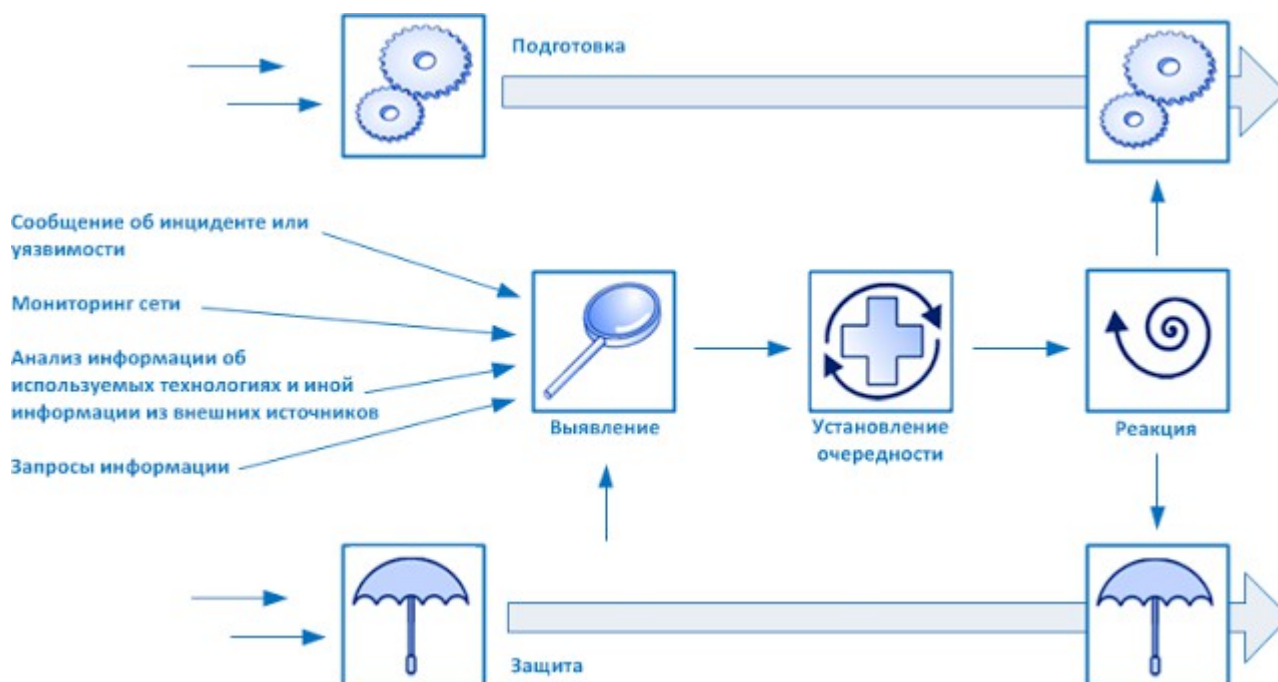 Подготовка
Сообщение об инциденте или
уязвимости
Мониторинг сети
Анализ информации об
используемых технологиях и иной
информации из внешних источников
Запросы информации
Выявление
Установление
очередности
Реакция
Защита